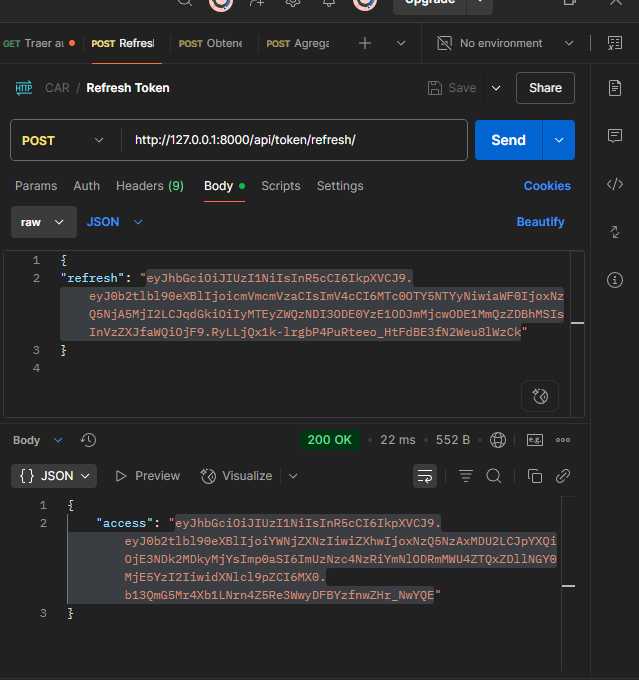 Upgrade
GET Traer au
POST Refresl
POST Obtene
POST Agrega
No environment
HTTP
CAR / Refresh Token
Save
Share
POST
http://127.0.0.1:8000/api/token/refresh/
Send
Params Auth Headers (9) Body Scripts Settings
Cookies
raw
JSON
Beautify
1 {
2 "refresh": "eyJhbGciOiJIUzI1NiIsInR5cCI6IkpXVCJ9.
eyJ0b2tlbl90eXBlIjoicmVmcmVzaCIsImV4cCI6MTc0OTY5NTYyNiwiaWF0IjoxNz
Q5NjA5MjI2LCJqdGkiOiIyMTEyZWQzNDI3ODE0YzE1ODJmMjcwODE1MmQzZDBhMSIs
InVzZXJfaWQiOjF9.RyLLjQx1k-lrgbP4PuRteeo_HtFdBE3fN2Weu8lWzCk"
3 }
4
Body
200 OK
22 ms
552 B
e.g.
{} JSON
Preview
Visualize
1 {
2 "access": "eyJhbGciOiJIUzI1NiIsInR5cCI6IkpXVCJ9.
eyJ0b2tlbl90eXBlIjoiYWNjZXNzIiwiZXhwIjoxNzQ5NzAxMDU2LCJpYXQi
OjE3NDk2MDkyMjYsImp0aSI6ImUzNzc4NzRiYmNlODRmMWU4ZTQxZDllNGY0
MjE5YzI2IiwidXNlcl9pZCI6MX0.
b13QmG5Mr4Xb1LNrn4Z5Re3WwyDFBYzfnwZHr_NwYQE"
3 }